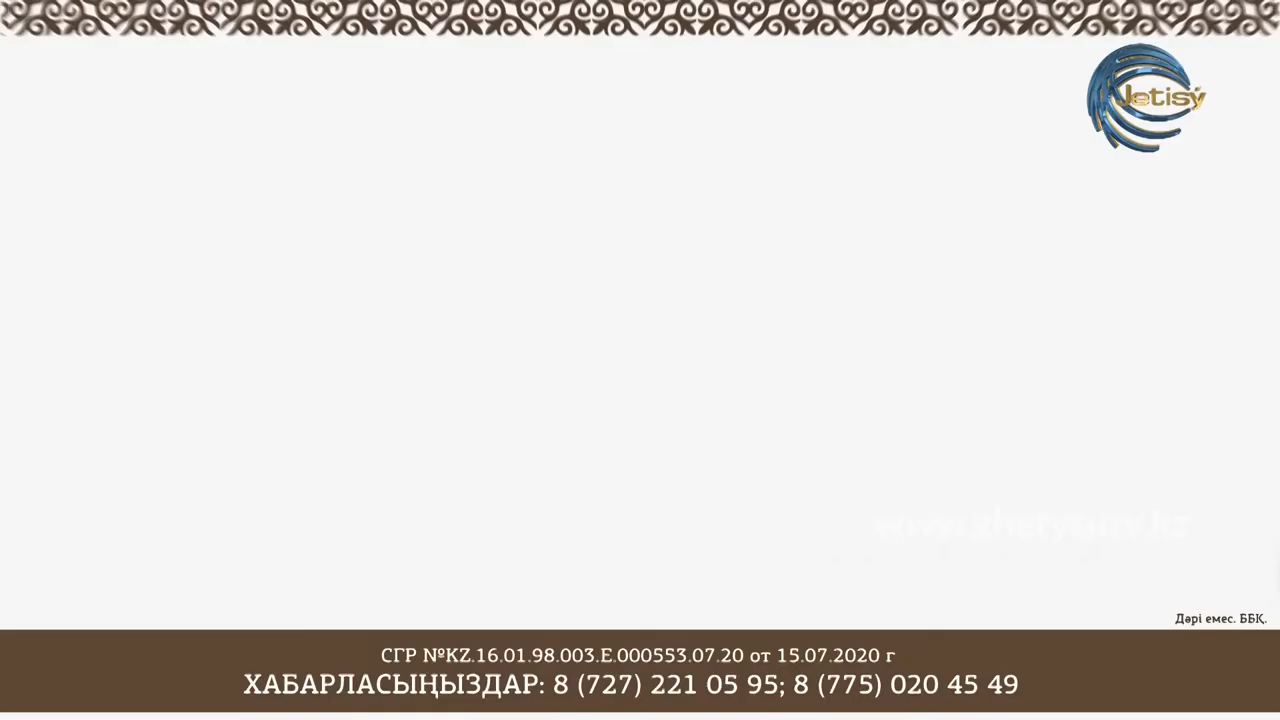 Jetisý
Дәрі емес. ББҚ.
СГР №KZ.16.01.98.003.E.000553.07.20 от 15.07.2020 г
ХАБАРЛАСЫҢЫЗДАР: 8 (727) 221 05 95; 8 (775) 020 45 49